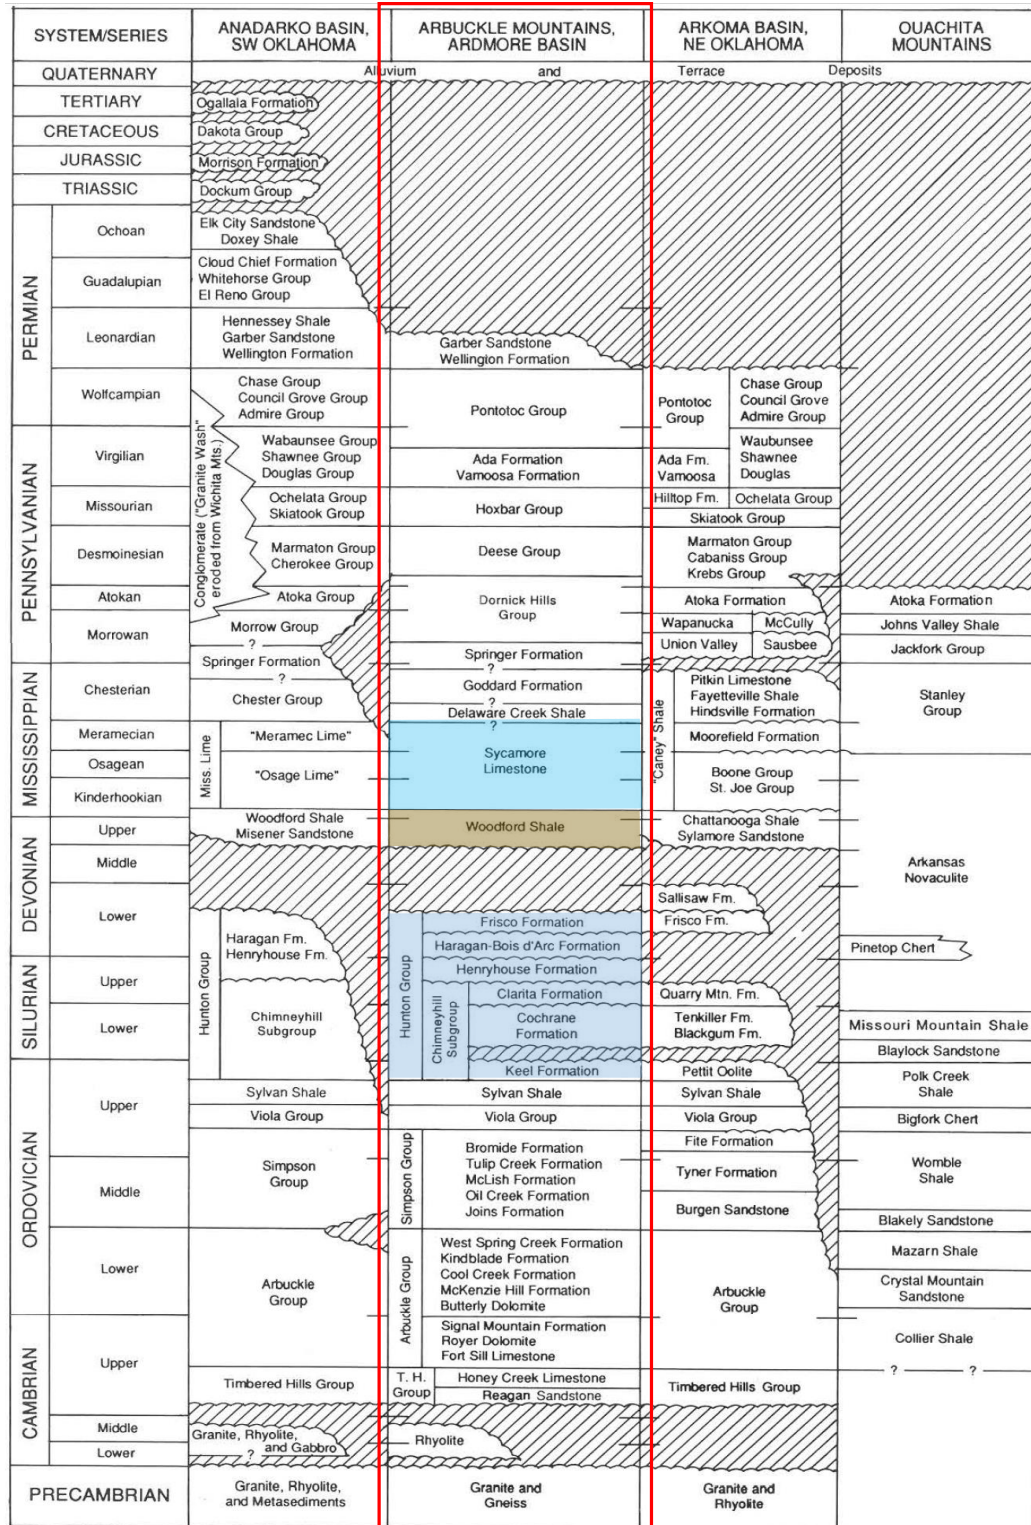 SYSTEM/SERIES
ANADARKO BASIN,
SW OKLAHOMA
ARBUCKLE MOUNTAINS,
ARDMORE BASIN
ARKOMA BASIN,
NE OKLAHOMA
OUACHITA
MOUNTAINS
QUATERNARY
Alluvium and Terrace Deposits
TERTIARY
Ogallala Formation
CRETACEOUS
Dakota Group
JURASSIC
Morrison Formation
TRIASSIC
Dockum Group
PERMIAN
Ochoan
Elk City Sandstone
Doxey Shale
Guadalupian
Cloud Chief Formation
Whitehorse Group
El Reno Group
Leonardian
Hennessey Shale
Garber Sandstone
Wellington Formation
Garber Sandstone
Wellington Formation
Wolfcampian
Conglomerate ("Granite Wash"
eroded from Wichita Mts.)
Chase Group
Council Grove Group
Admire Group
Pontotoc Group
Pontotoc
Group
Chase Group
Council Grove
Admire Group
PENNSYLVANIAN
Virgilian
Wabaunsee Group
Shawnee Group
Douglas Group
Ada Formation
Vamoosa Formation
Ada Fm.
Vamoosa
Waubunsee
Shawnee
Douglas
Missourian
Ochelata Group
Skiatook Group
Hoxbar Group
Hilltop Fm.
Ochelata Group
Skiatook Group
Desmoinesian
Marmaton Group
Cherokee Group
Deese Group
Marmaton Group
Cabaniss Group
Krebs Group
Atokan
Atoka Group
Dornick Hills
Group
Atoka Formation
Atoka Formation
Morrowan
Morrow Group
?
Wapanucka
McCully
Union Valley
Sausbee
Johns Valley Shale
Jackfork Group
Springer Formation
?
Springer Formation
?
MISSISSIPPIAN
Chesterian
Chester Group
Goddard Formation
?
Delaware Creek Shale
?
"Caney" Shale
Pitkin Limestone
Fayetteville Shale
Hindsville Formation
Stanley
Group
Meramecian
Miss. Lime
"Meramec Lime"
Sycamore
Limestone
Moorefield Formation
Osagean
"Osage Lime"
Boone Group
St. Joe Group
Kinderhookian
DEVONIAN
Upper
Woodford Shale
Misener Sandstone
Woodford Shale
Chattanooga Shale
Sylamore Sandstone
Arkansas
Novaculite
Middle
Lower
Sallisaw Fm.
Hunton Group
Haragan Fm.
Henryhouse Fm.
Hunton Group
Frisco Formation
Frisco Fm.
Haragan-Bois d'Arc Formation
Pinetop Chert
SILURIAN
Upper
Henryhouse Formation
Chimneyhill
Subgroup
Chimneyhill
Subgroup
Clarita Formation
Quarry Mtn. Fm.
Lower
Cochrane
Formation
Tenkiller Fm.
Blackgum Fm.
Missouri Mountain Shale
Blaylock Sandstone
Keel Formation
Pettit Oolite
ORDOVICIAN
Upper
Sylvan Shale
Sylvan Shale
Sylvan Shale
Polk Creek
Shale
Viola Group
Viola Group
Viola Group
Bigfork Chert
Simpson
Group
Simpson Group
Bromide Formation
Tulip Creek Formation
McLish Formation
Oil Creek Formation
Joins Formation
Fite Formation
Tyner Formation
Burgen Sandstone
Womble
Shale
Middle
Blakely Sandstone
Lower
Arbuckle
Group
Arbuckle Group
West Spring Creek Formation
Kindblade Formation
Cool Creek Formation
McKenzie Hill Formation
Butterly Dolomite
Arbuckle
Group
Mazarn Shale
Crystal Mountain
Sandstone
CAMBRIAN
Upper
Signal Mountain Formation
Royer Dolomite
Fort Sill Limestone
Collier Shale
? ? ?
Timbered Hills Group
T. H.
Group
Honey Creek Limestone
Reagan Sandstone
Timbered Hills Group
Middle
Granite, Rhyolite,
and Gabbro
?
Rhyolite
Lower
PRECAMBRIAN
Granite, Rhyolite,
and Metasediments
Granite and
Gneiss
Granite and
Rhyolite